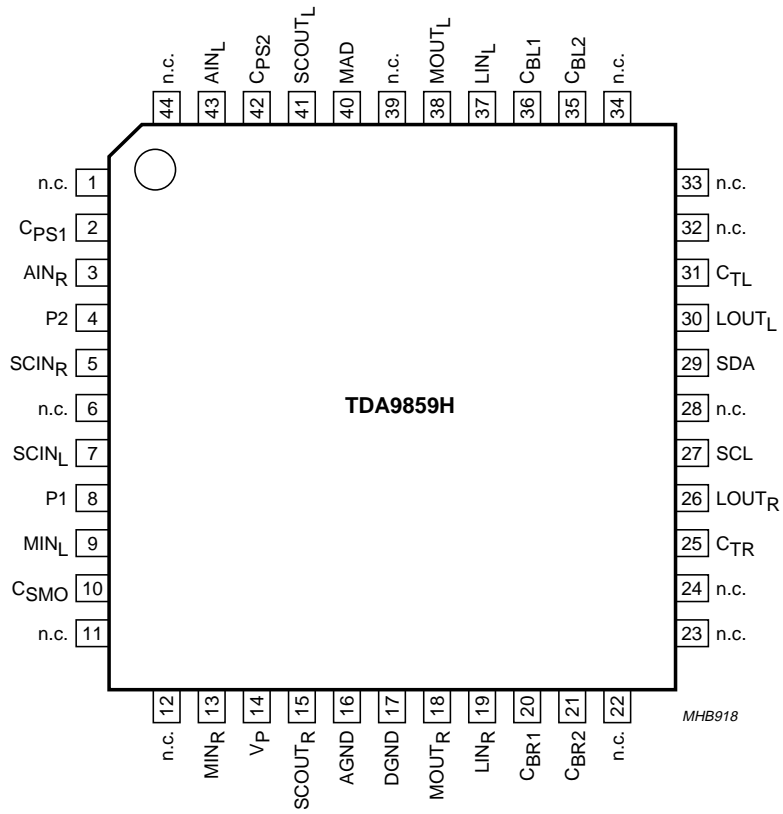 n.c. AINL CPS2 SCOUTL MAD n.c. MOUTL LINL CBL1 CBL2 n.c.
44 43 42 41 40 39 38 37 36 35 34
n.c. 1
CPS1 2
AINR 3
P2 4
SCINR 5
n.c. 6
SCINL 7
P1 8
MINL 9
CSMO 10
n.c. 11
TDA9859H
33 n.c.
32 n.c.
31 CTL
30 LOUTL
29 SDA
28 n.c.
27 SCL
26 LOUTR
25 CTR
24 n.c.
23 n.c.
12 13 14 15 16 17 18 19 20 21 22
n.c. MINR VP SCOUTR AGND DGND MOUTR LINR CBR1 CBR2 n.c.
MHB918